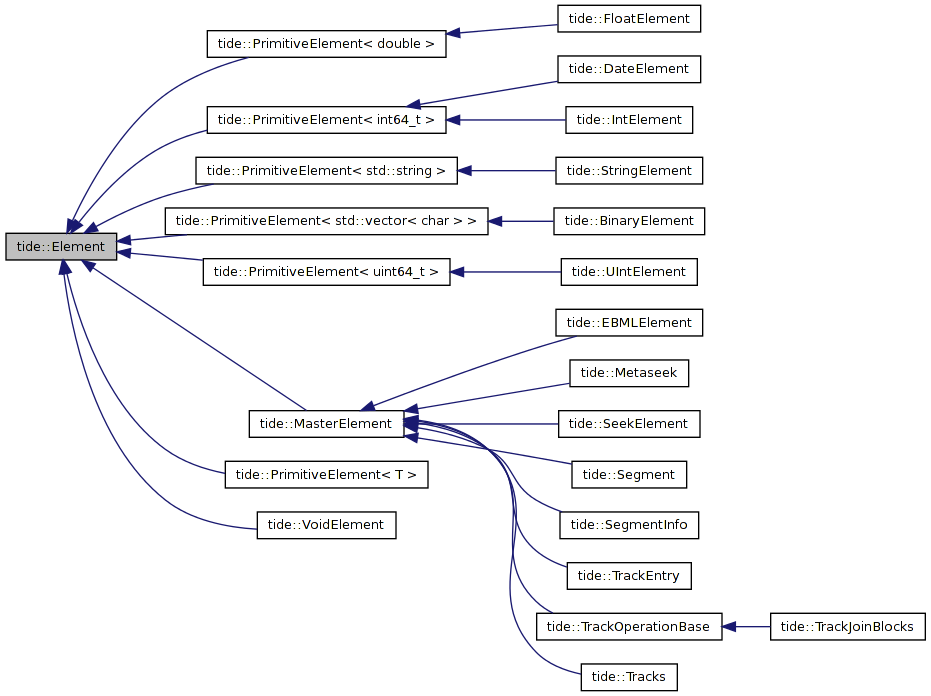 tide::FloatElement
tide::PrimitiveElement< double >
tide::DateElement
tide::PrimitiveElement< int64_t >
tide::IntElement
tide::PrimitiveElement< std::string >
tide::StringElement
tide::PrimitiveElement< std::vector< char > >
tide::BinaryElement
tide::Element
tide::PrimitiveElement< uint64_t >
tide::UIntElement
tide::EBMLElement
tide::Metaseek
tide::MasterElement
tide::SeekElement
tide::PrimitiveElement< T >
tide::Segment
tide::VoidElement
tide::SegmentInfo
tide::TrackEntry
tide::TrackOperationBase
tide::TrackJoinBlocks
tide::Tracks